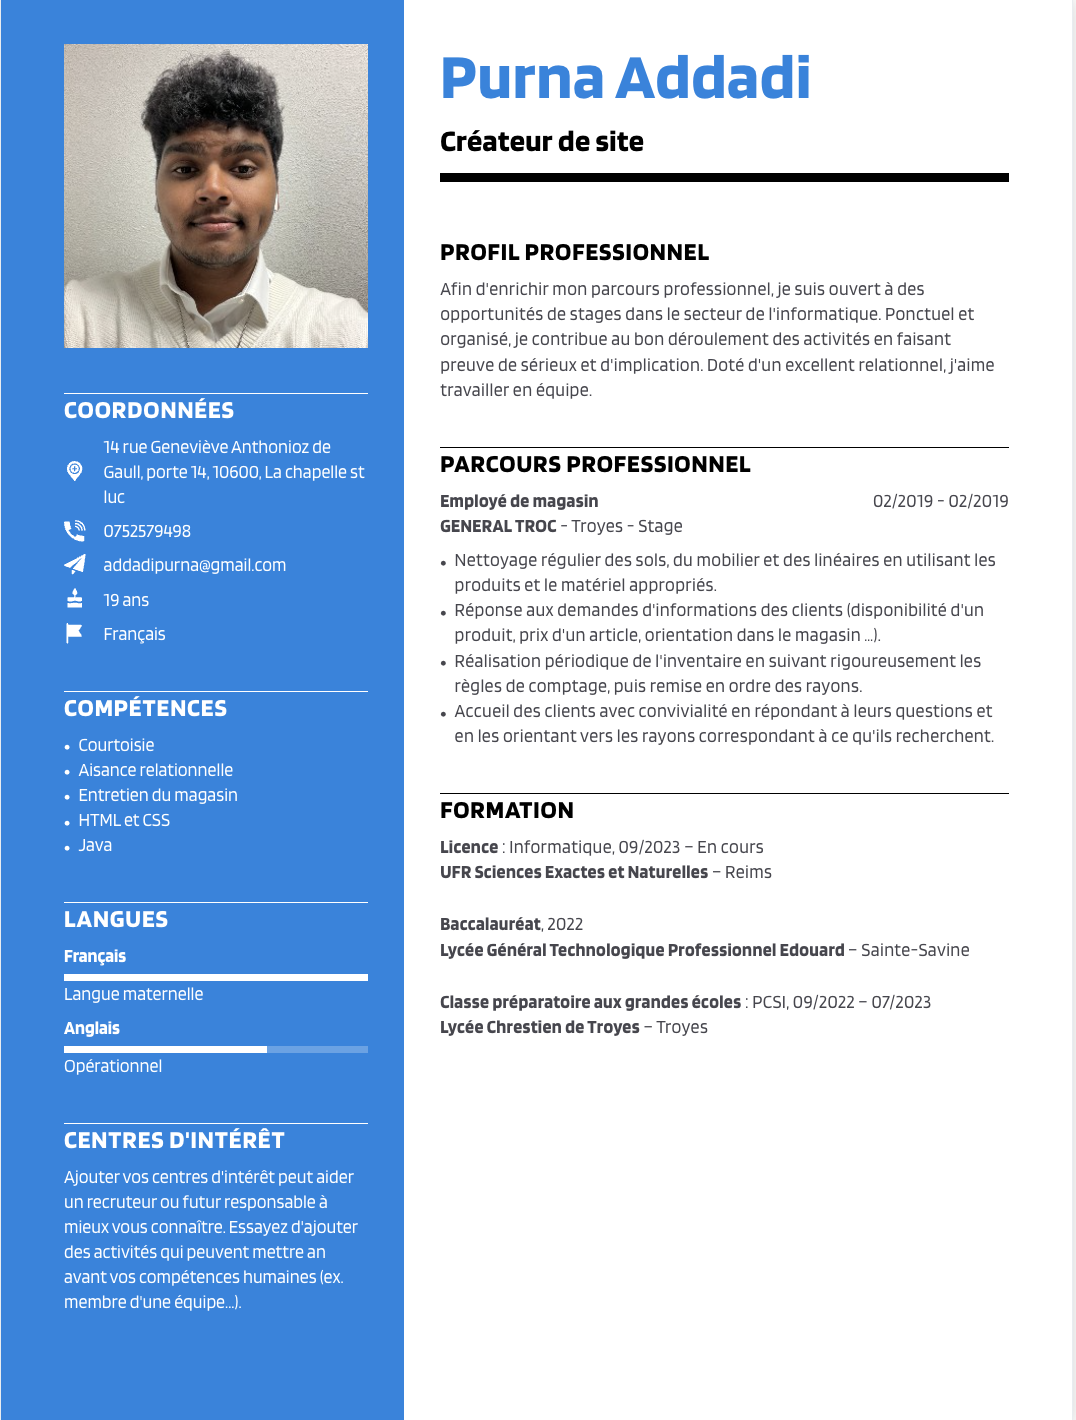 Purna Addadi
Créateur de site
COORDONNÉES
14 rue Geneviève Anthonioz de
Gaull, porte 14, 10600, La chapelle st
luc
0752579498
addadipurna@gmail.com
19 ans
Français
COMPÉTENCES
Courtoisie
Aisance relationnelle
Entretien du magasin
HTML et CSS
Java
LANGUES
Français
Langue maternelle
Anglais
Opérationnel
CENTRES D'INTÉRÊT
Ajouter vos centres d'intérêt peut aider
un recruteur ou futur responsable à
mieux vous connaître. Essayez d'ajouter
des activités qui peuvent mettre an
avant vos compétences humaines (ex.
membre d'une équipe...).
PROFIL PROFESSIONNEL
Afin d'enrichir mon parcours professionnel, je suis ouvert à des
opportunités de stages dans le secteur de l'informatique. Ponctuel et
organisé, je contribue au bon déroulement des activités en faisant
preuve de sérieux et d'implication. Doté d'un excellent relationnel, j'aime
travailler en équipe.
PARCOURS PROFESSIONNEL
Employé de magasin 02/2019 - 02/2019
GENERAL TROC - Troyes - Stage
• Nettoyage régulier des sols, du mobilier et des linéaires en utilisant les
produits et le matériel appropriés.
• Réponse aux demandes d'informations des clients (disponibilité d'un
produit, prix d'un article, orientation dans le magasin ...).
• Réalisation périodique de l'inventaire en suivant rigoureusement les
règles de comptage, puis remise en ordre des rayons.
• Accueil des clients avec convivialité en répondant à leurs questions et
en les orientant vers les rayons correspondant à ce qu'ils recherchent.
FORMATION
Licence : Informatique, 09/2023 – En cours
UFR Sciences Exactes et Naturelles – Reims
Baccalauréat, 2022
Lycée Général Technologique Professionnel Edouard – Sainte-Savine
Classe préparatoire aux grandes écoles : PCSI, 09/2022 – 07/2023
Lycée Chrestien de Troyes – Troyes